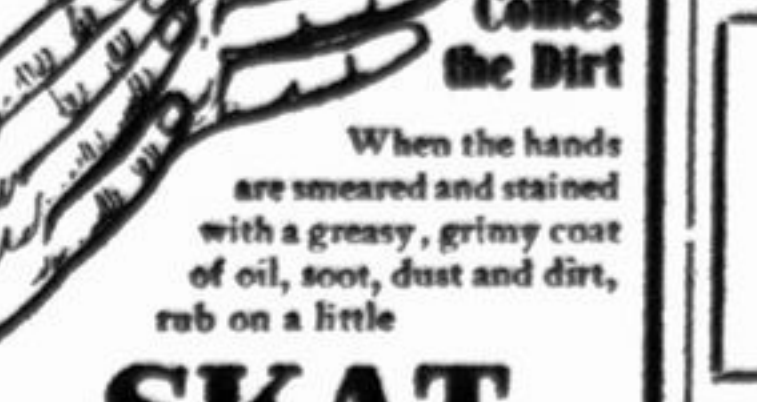 Comes
the Dirt
When the hands
are smeared and stained
with a greasy, grimy coat
of oil, soot, dust and dirt,
rub on a little
SKAT